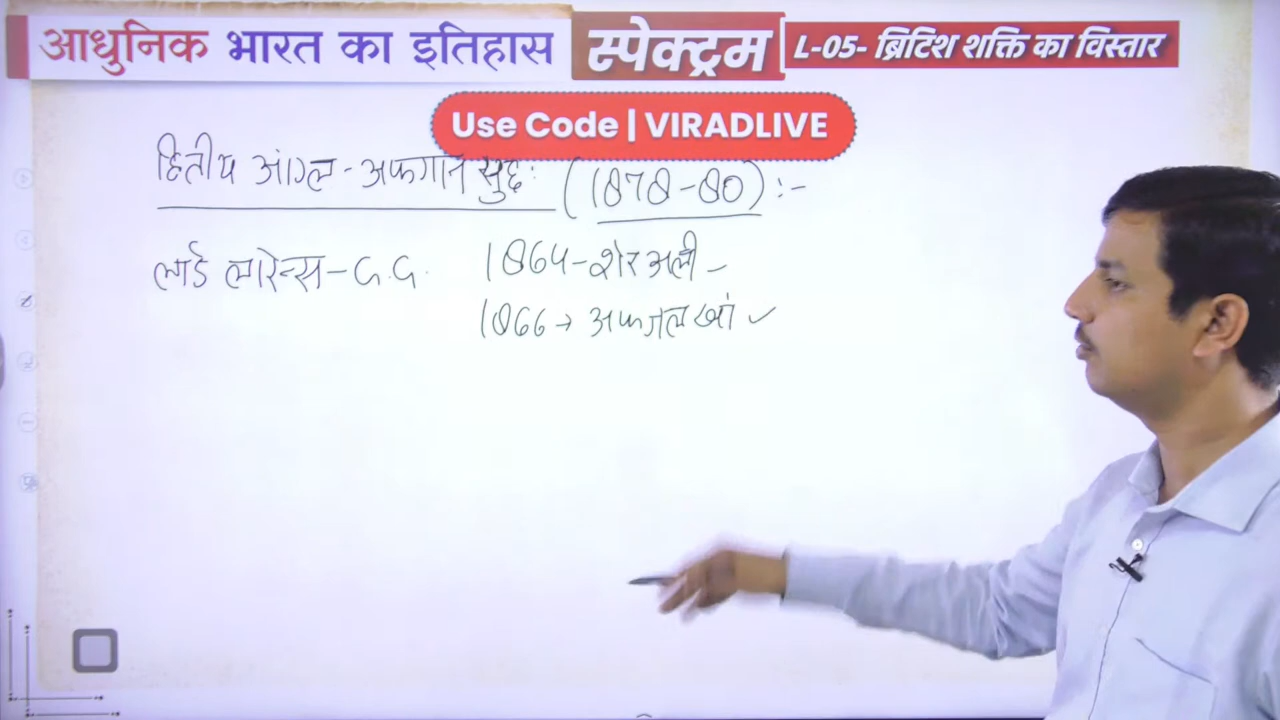 आधुनिक भारत का इतिहास स्पेक्ट्रम L-05- ब्रिटिश शक्ति का विस्तार
Use Code | VIRADLIVE
द्वितीय आंग्ल-अफगान युद्ध: (1878-80):-
लार्ड लारेन्स-G.G. 1864-शेर अली-
1866→ अफजल खां ✓